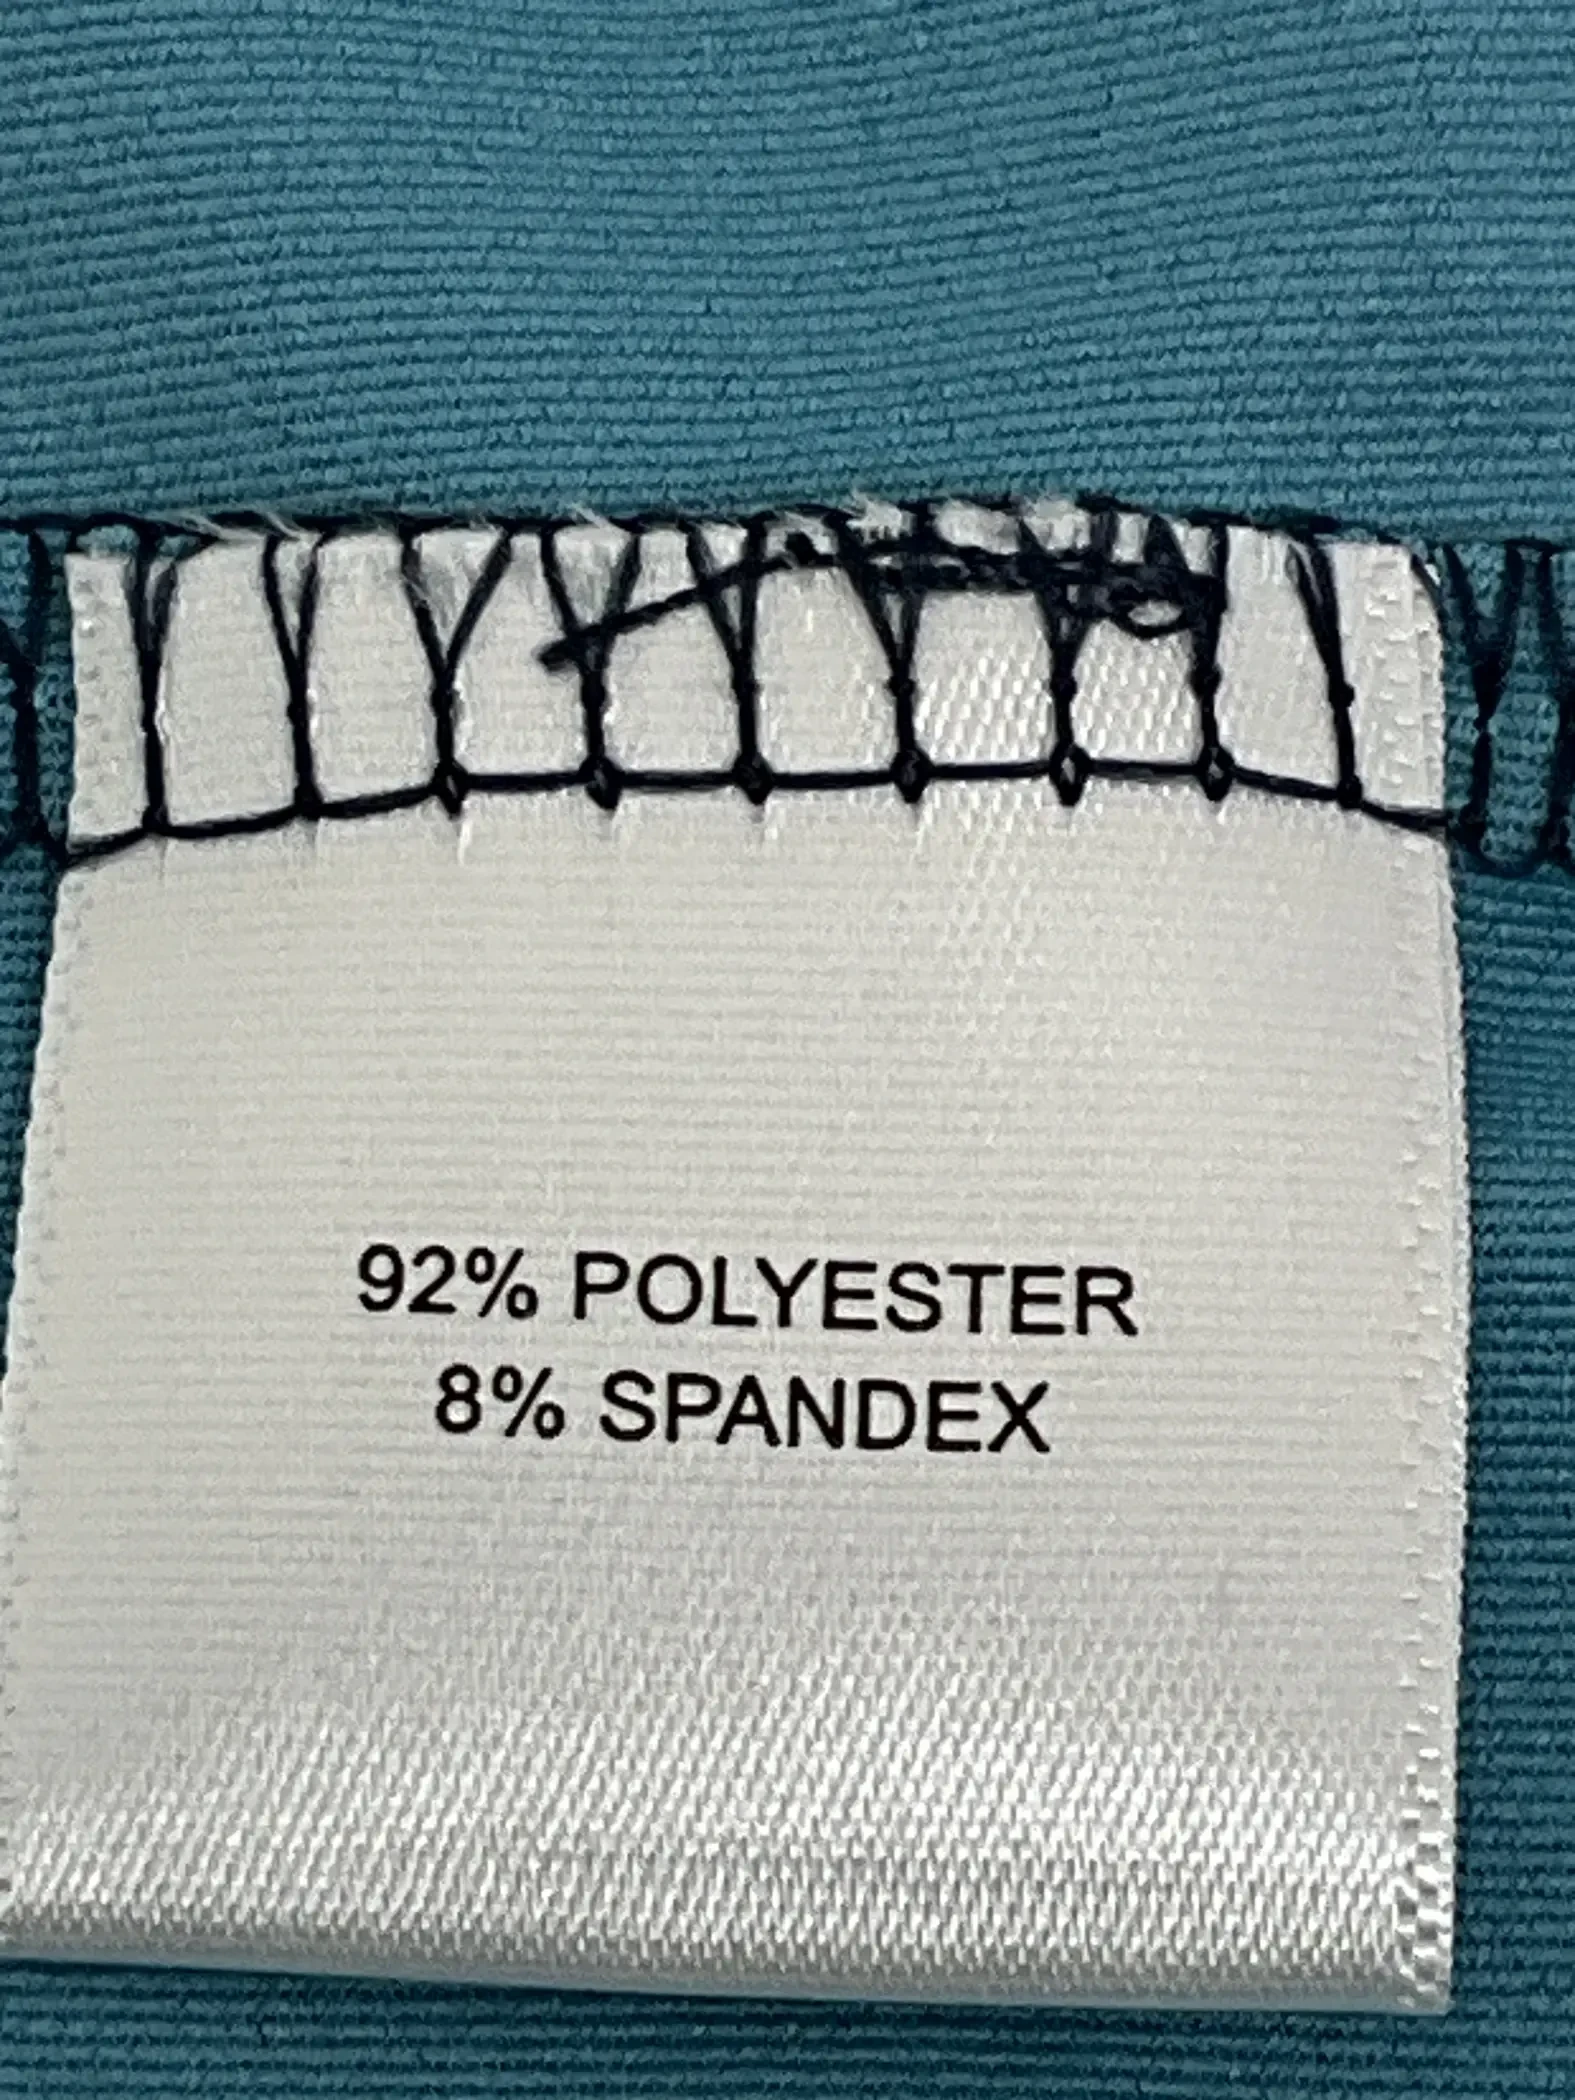 92% POLYESTER
8% SPANDEX